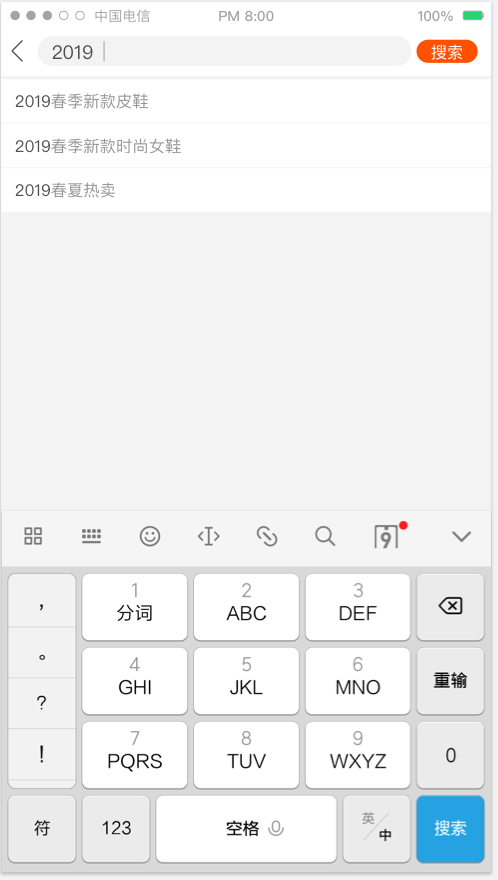 中国电信 PM 8:00 100%
2019 搜索
2019春季新款皮鞋
2019春季新款时尚女鞋
2019春夏热卖
9
， 1 2 3
分词 ABC DEF
。 4 5 6 重输
? GHI JKL MNO
! 7 8 9 0
PQRS TUV WXYZ
符 123 空格 英/中 搜索